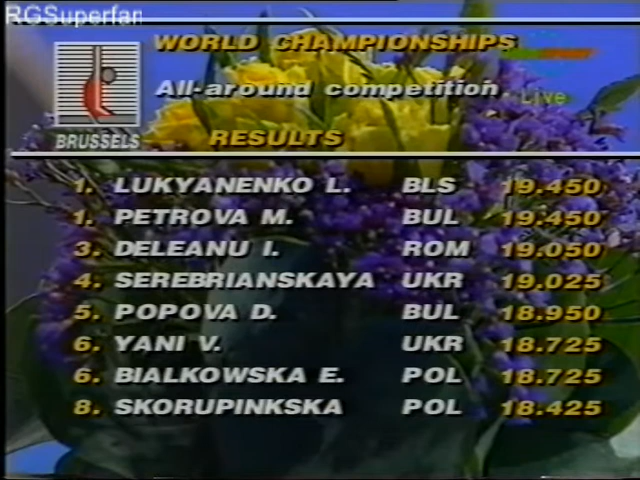 RGSuperfan
WORLD CHAMPIONSHIPS
All-around competition
Live
BRUSSELS
RESULTS
1. LUKYANENKO L. BLS 19.450
1. PETROVA M. BUL 19.450
3. DELEANU I. ROM 19.050
4. SEREBRIANSKAYA UKR 19.025
5. POPOVA D. BUL 18.950
6. YANI V. UKR 18.725
6. BIALKOWSKA E. POL 18.725
8. SKORUPINKSKA POL 18.425